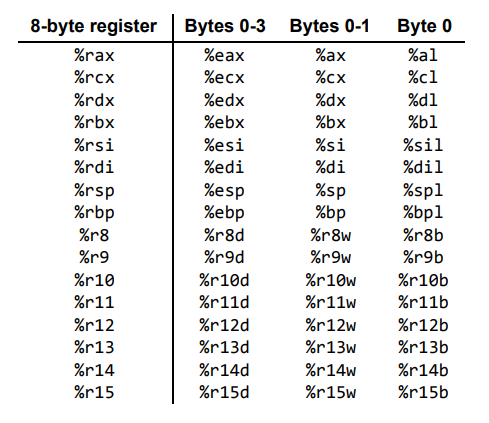 8-byte register Bytes 0-3 Bytes 0-1 Byte 0
%rax %eax %ax %al
%rcx %ecx %cx %cl
%rdx %edx %dx %dl
%rbx %ebx %bx %bl
%rsi %esi %si %sil
%rdi %edi %di %dil
%rsp %esp %sp %spl
%rbp %ebp %bp %bpl
%r8 %r8d %r8w %r8b
%r9 %r9d %r9w %r9b
%r10 %r10d %r10w %r10b
%r11 %r11d %r11w %r11b
%r12 %r12d %r12w %r12b
%r13 %r13d %r13w %r13b
%r14 %r14d %r14w %r14b
%r15 %r15d %r15w %r15b